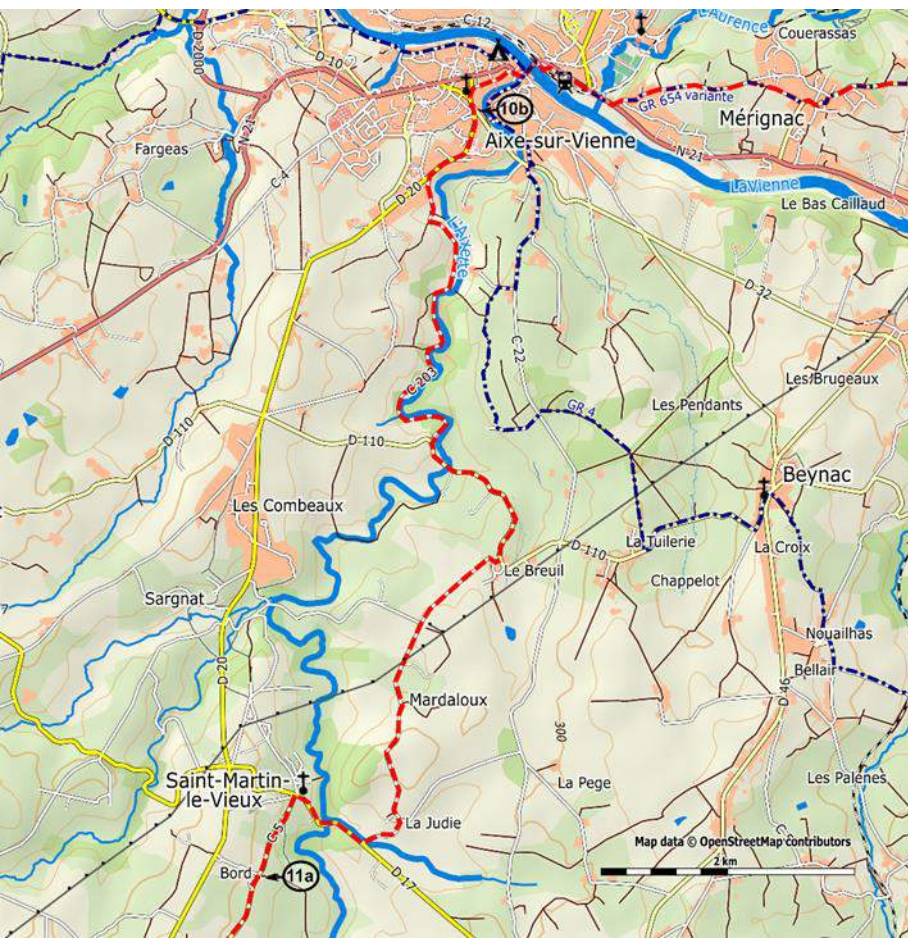 C 12
L'Aurence
Couerassas
D 2000
D 10
GR 654 variante
10b
Mérignac
N 21
Aixe-sur-Vienne
N 21
Fargeas
C 4
La Vienne
D 20
Le Bas Caillaud
L'Aixette
D 32
C 22
C 203
Les Brugeaux
GR 4
Les Pendants
D 110
D 110
Beynac
Les Combeaux
La Tuilerie
D 110
La Croix
Le Breuil
Chappelot
Sargnat
Nouailhas
D 20
Bellair
Mardaloux
D 46
300
Saint-Martin-
le-Vieux
La Pege
Les Palènes
La Judie
C 5
Map data © OpenStreetMap contributors
2 km
Bord
11a
D 17